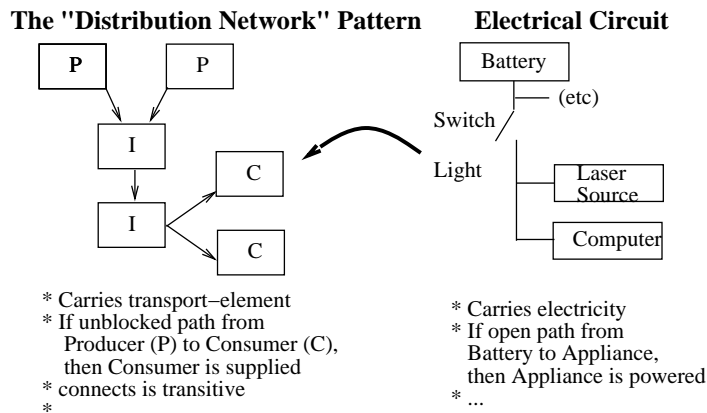 The "Distribution Network" Pattern
P
P
I
I
C
C
* Carries transport−element
* If unblocked path from
Producer (P) to Consumer (C),
then Consumer is supplied
* connects is transitive
*
Electrical Circuit
Battery
(etc)
Switch
Light
Laser
Source
Computer
* Carries electricity
* If open path from
Battery to Appliance,
then Appliance is powered
* ...